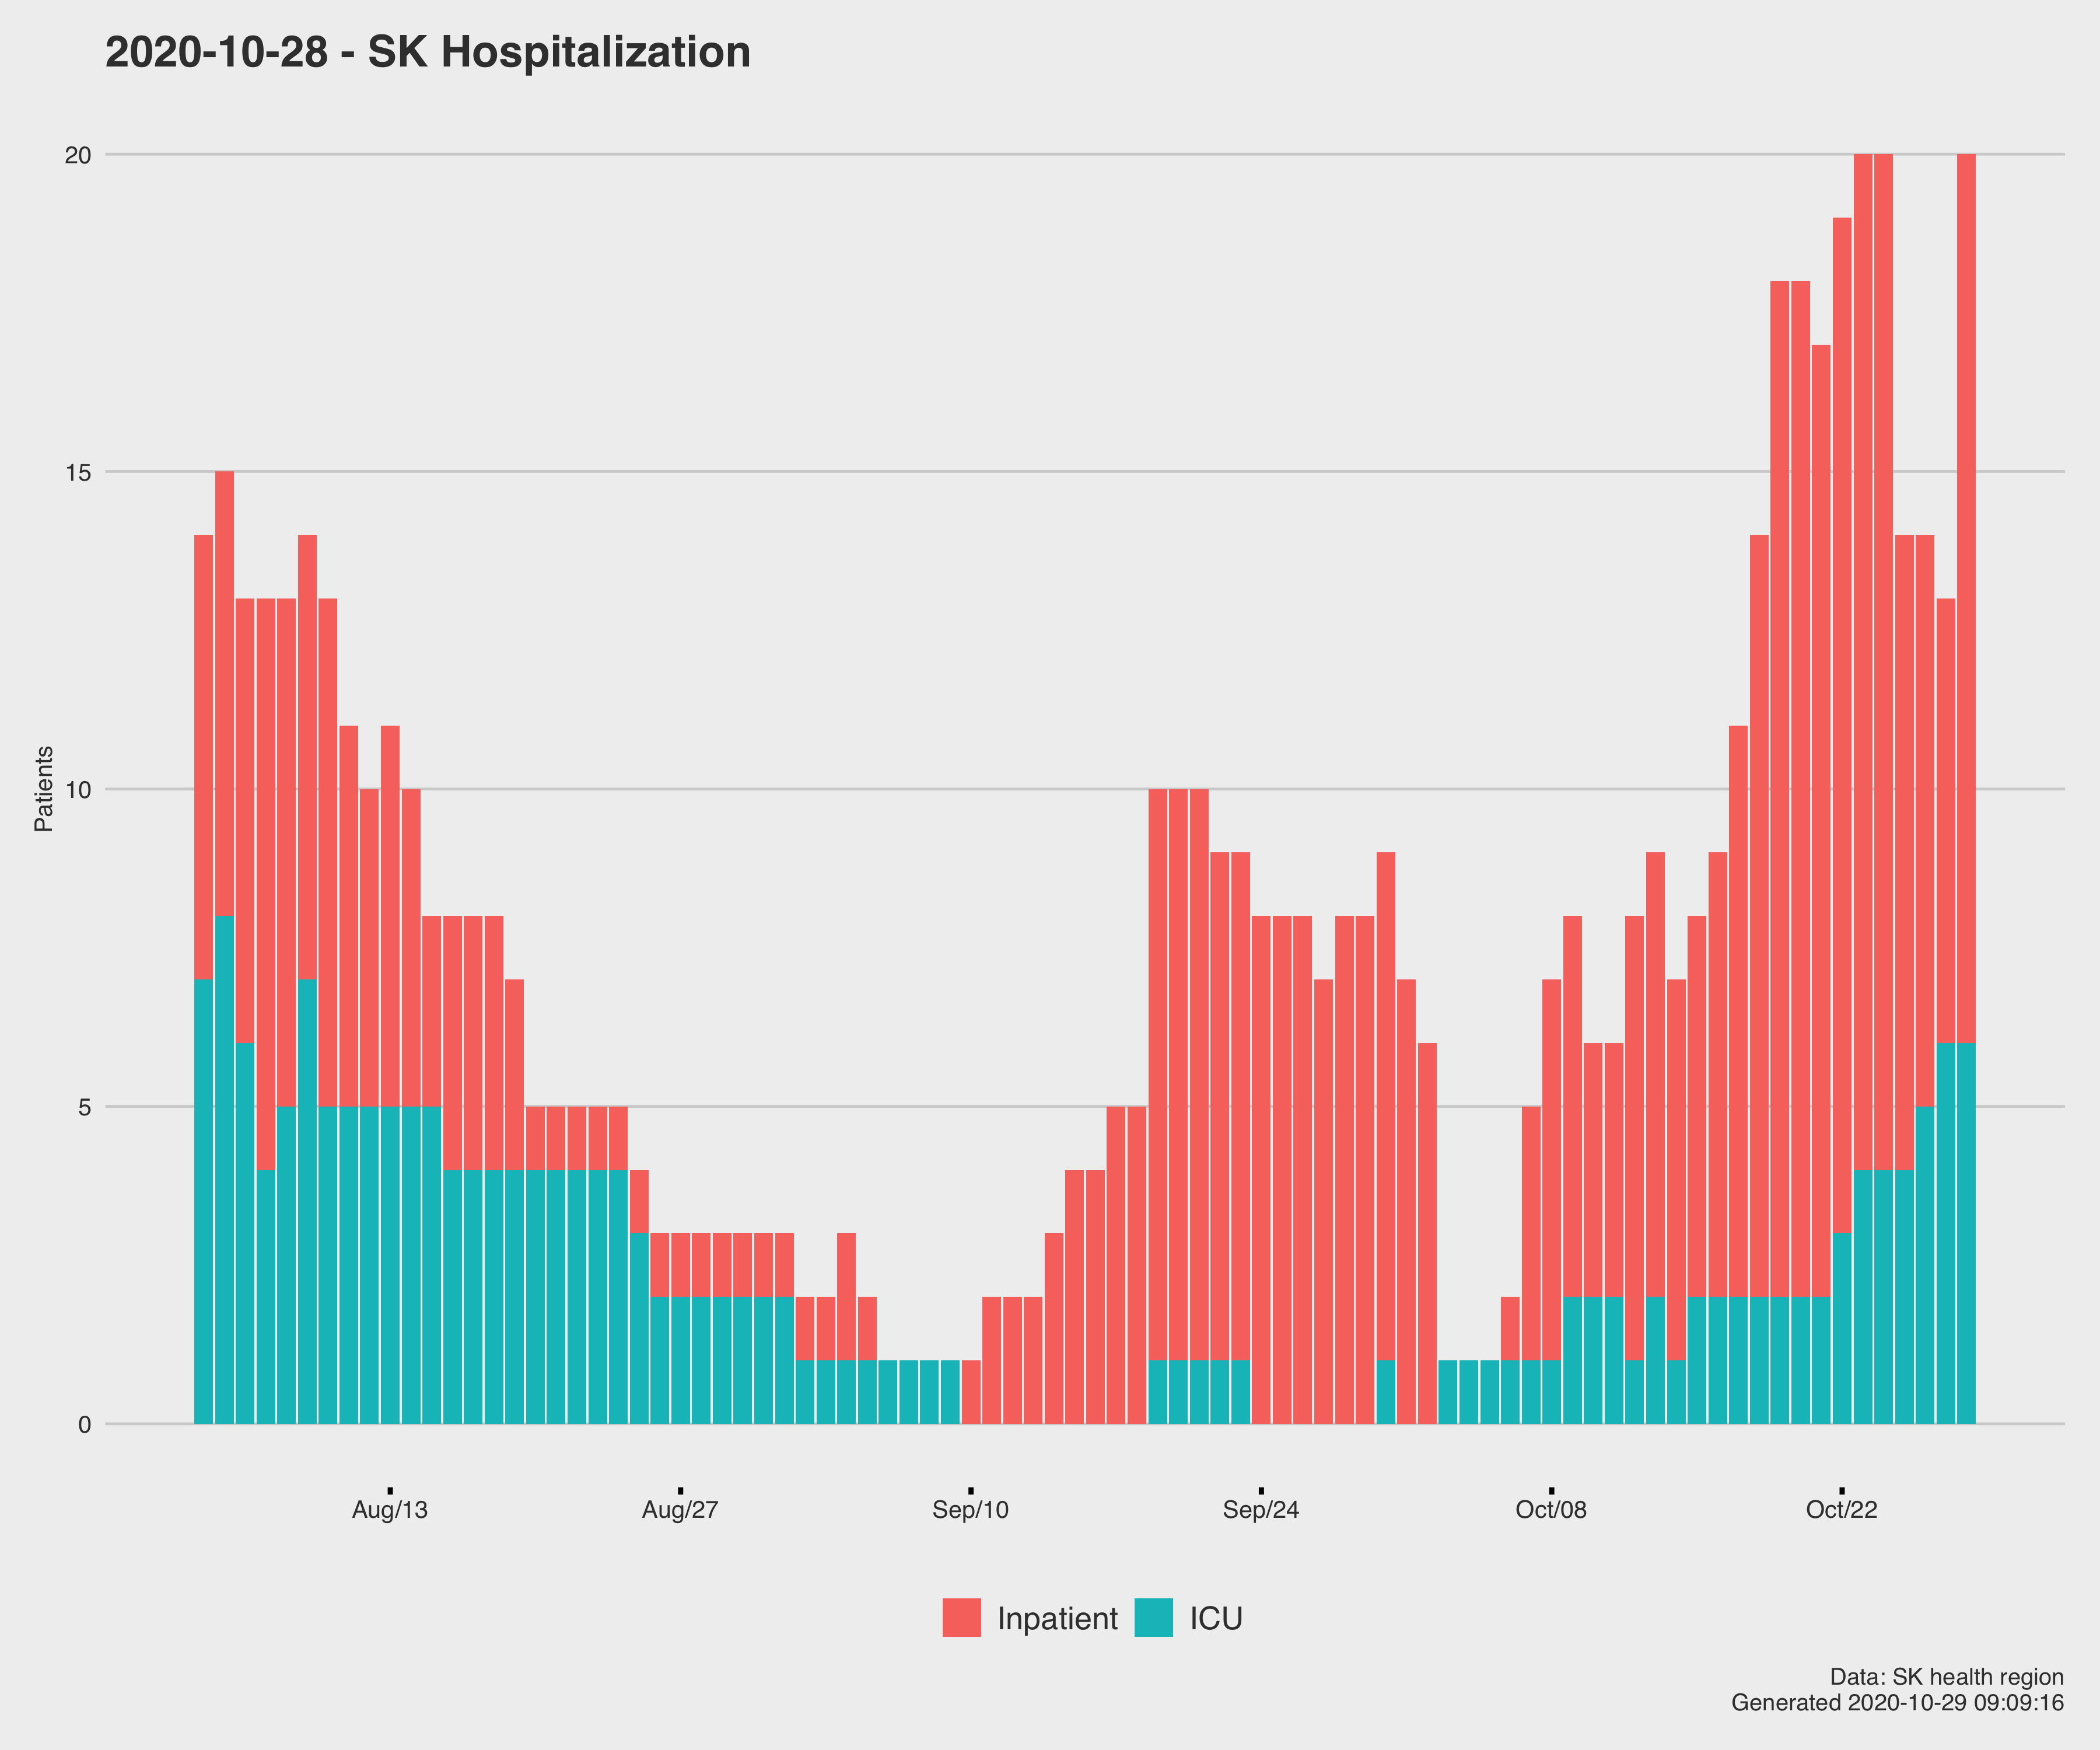 2020-10-28 - SK Hospitalization
20
15
10
5
0
Patients
Aug/13
Aug/27
Sep/10
Sep/24
Oct/08
Oct/22
Inpatient
ICU
Data: SK health region
Generated 2020-10-29 09:09:16